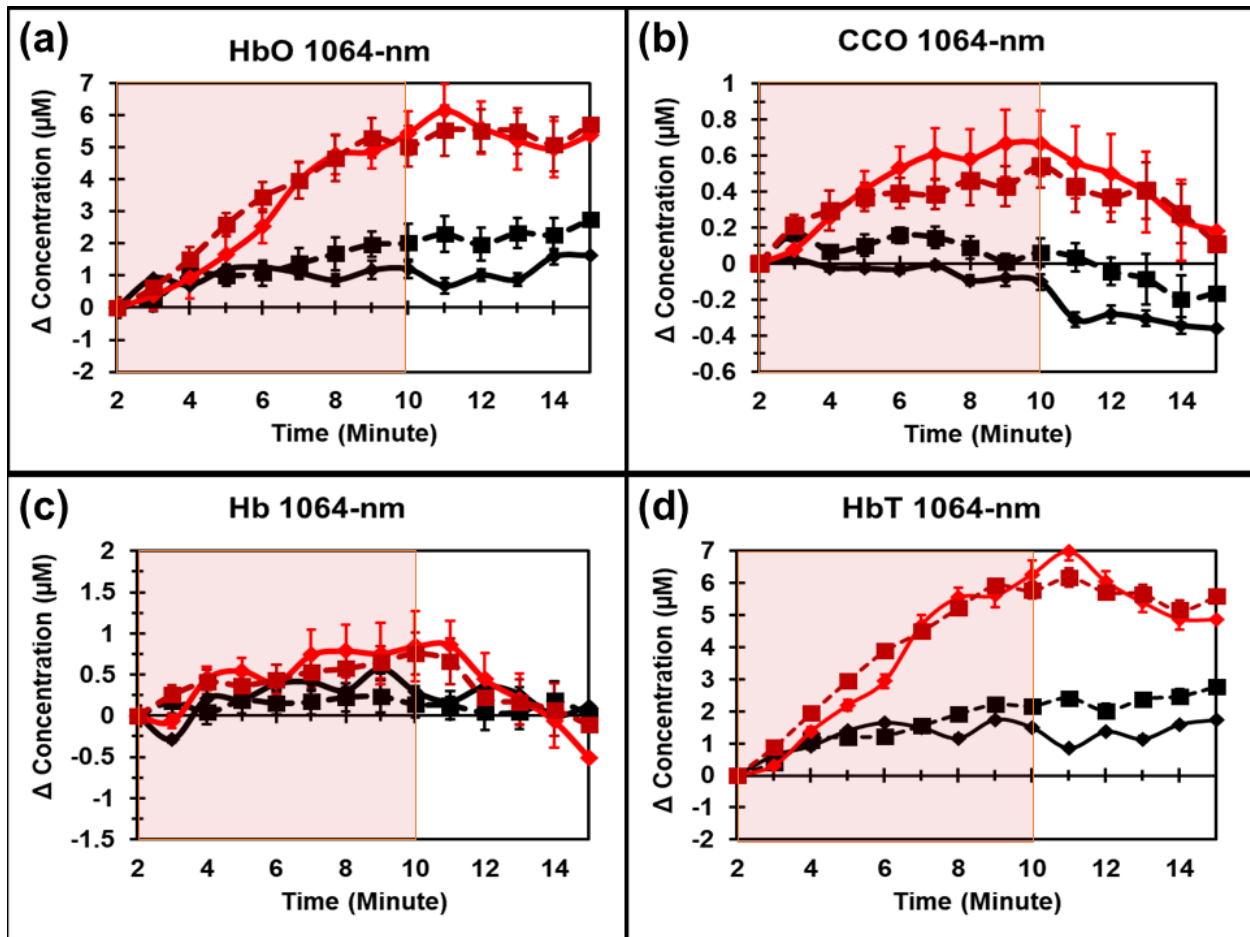 (a)
HbO 1064-nm
Δ Concentration (µM)
7
6
5
4
3
2
1
0
-1
-2
2 4 6 8 10 12 14
Time (Minute)
(b)
CCO 1064-nm
Δ Concentration (µM)
1
0.8
0.6
0.4
0.2
0
-0.2
-0.4
-0.6
2 4 6 8 10 12 14
Time (Minute)
(c)
Hb 1064-nm
Δ Concentration (µM)
2
1.5
1
0.5
0
-0.5
-1
-1.5
2 4 6 8 10 12 14
Time (Minute)
(d)
HbT 1064-nm
Δ Concentration (µM)
7
6
5
4
3
2
1
0
-1
-2
2 4 6 8 10 12 14
Time (Minute)